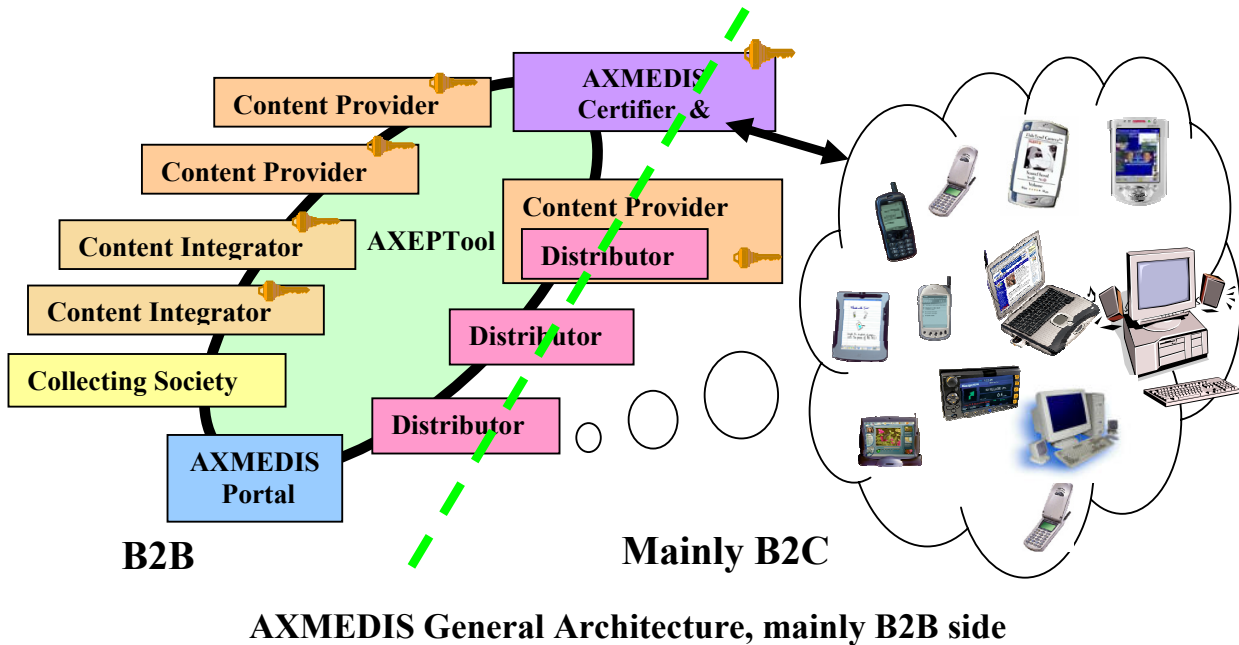 AXMEDIS
Certifier &
Content Provider
Content Provider
Content Provider
Distributor
Content Integrator
AXEPTool
Content Integrator
Distributor
Collecting Society
Distributor
AXMEDIS
Portal
B2B
Mainly B2C
AXMEDIS General Architecture, mainly B2B side